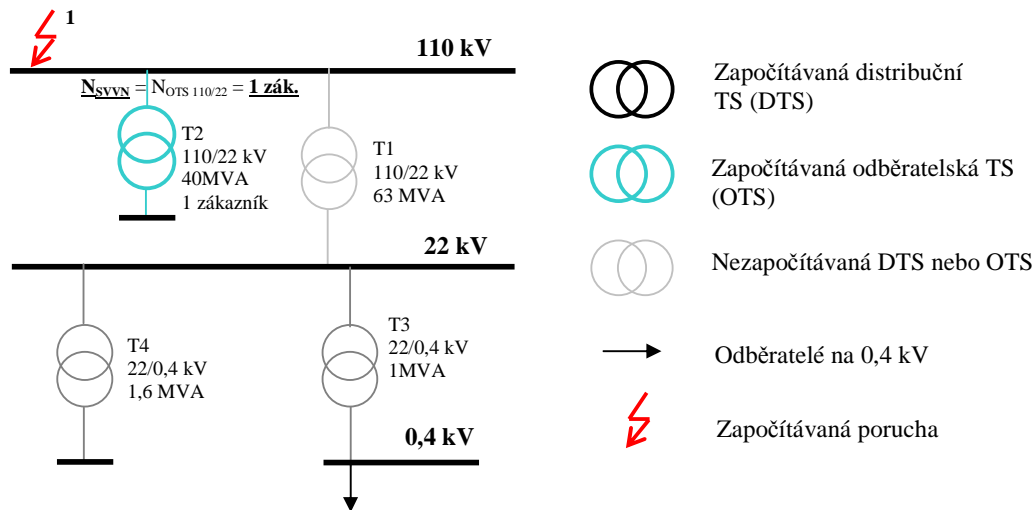 1
110 kV
N_SVVN = N_OTS 110/22 = 1 zák.
T2
110/22 kV
40MVA
1 zákazník
T1
110/22 kV
63 MVA
22 kV
T4
22/0,4 kV
1,6 MVA
T3
22/0,4 kV
1MVA
0,4 kV
Započítávaná distribuční
TS (DTS)
Započítávaná odběratelská TS
(OTS)
Nezapočítávaná DTS nebo OTS
Odběratelé na 0,4 kV
Započítávaná porucha